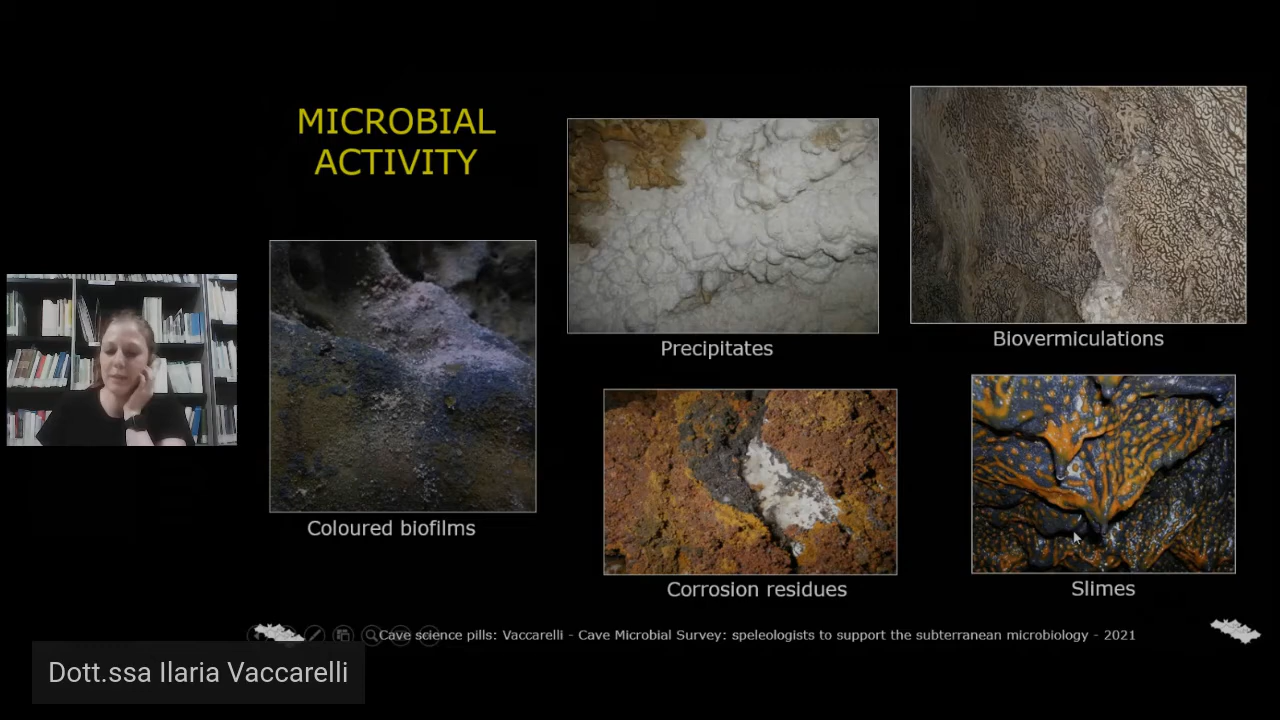 MICROBIAL
ACTIVITY
Precipitates
Biovermiculations
Coloured biofilms
Corrosion residues
Slimes
Cave science pills: Vaccarelli - Cave Microbial Survey: speleologists to support the subterranean microbiology - 2021
Dott.ssa Ilaria Vaccarelli